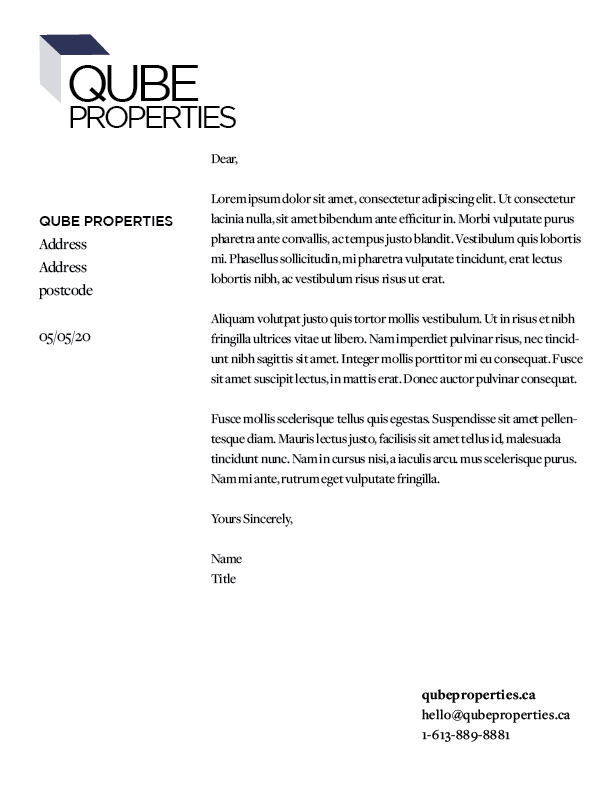 QUBE
PROPERTIES
QUBE PROPERTIES
Address
Address
postcode
05/05/20
Dear,
Lorem ipsum dolor sit amet, consectetur adipiscing elit. Ut consectetur
lacinia nulla, sit amet bibendum ante efficitur in. Morbi vulputate purus
pharetra ante convallis, ac tempus justo blandit. Vestibulum quis lobortis
mi. Phasellus sollicitudin, mi pharetra vulputate tincidunt, erat lectus
lobortis nibh, ac vestibulum risus risus ut erat.
Aliquam volutpat justo quis tortor mollis vestibulum. Ut in risus et nibh
fringilla ultrices vitae ut libero. Nam imperdiet pulvinar risus, nec tincid-
unt nibh sagittis sit amet. Integer mollis porttitor mi eu consequat. Fusce
sit amet suscipit lectus, in mattis erat. Donec auctor pulvinar consequat.
Fusce mollis scelerisque tellus quis egestas. Suspendisse sit amet pellen-
tesque diam. Mauris lectus justo, facilisis sit amet tellus id, malesuada
tincidunt nunc. Nam in cursus nisi, a iaculis arcu. mus scelerisque purus.
Nam mi ante, rutrum eget vulputate fringilla.
Yours Sincerely,
Name
Title
qubeproperties.ca
hello@qubeproperties.ca
1-613-889-8881